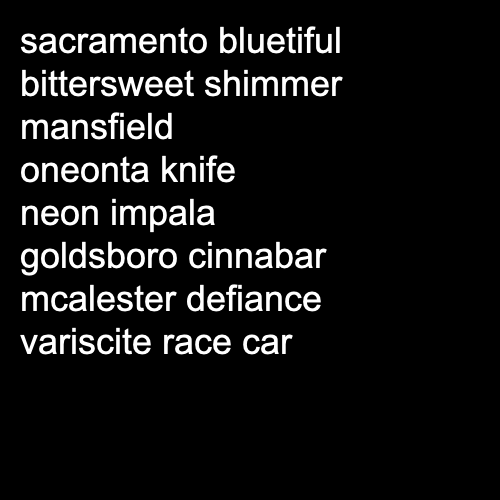 sacramento bluetiful
bittersweet shimmer
mansfield
oneonta knife
neon impala
goldsboro cinnabar
mcalester defiance
variscite race car